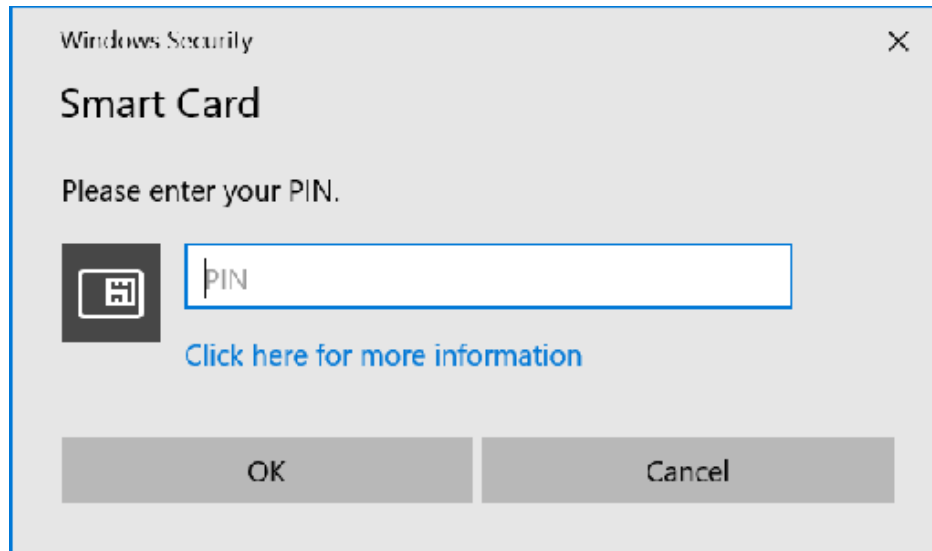 Windows Security
Smart Card
Please enter your PIN.
PIN
Click here for more information
OK
Cancel